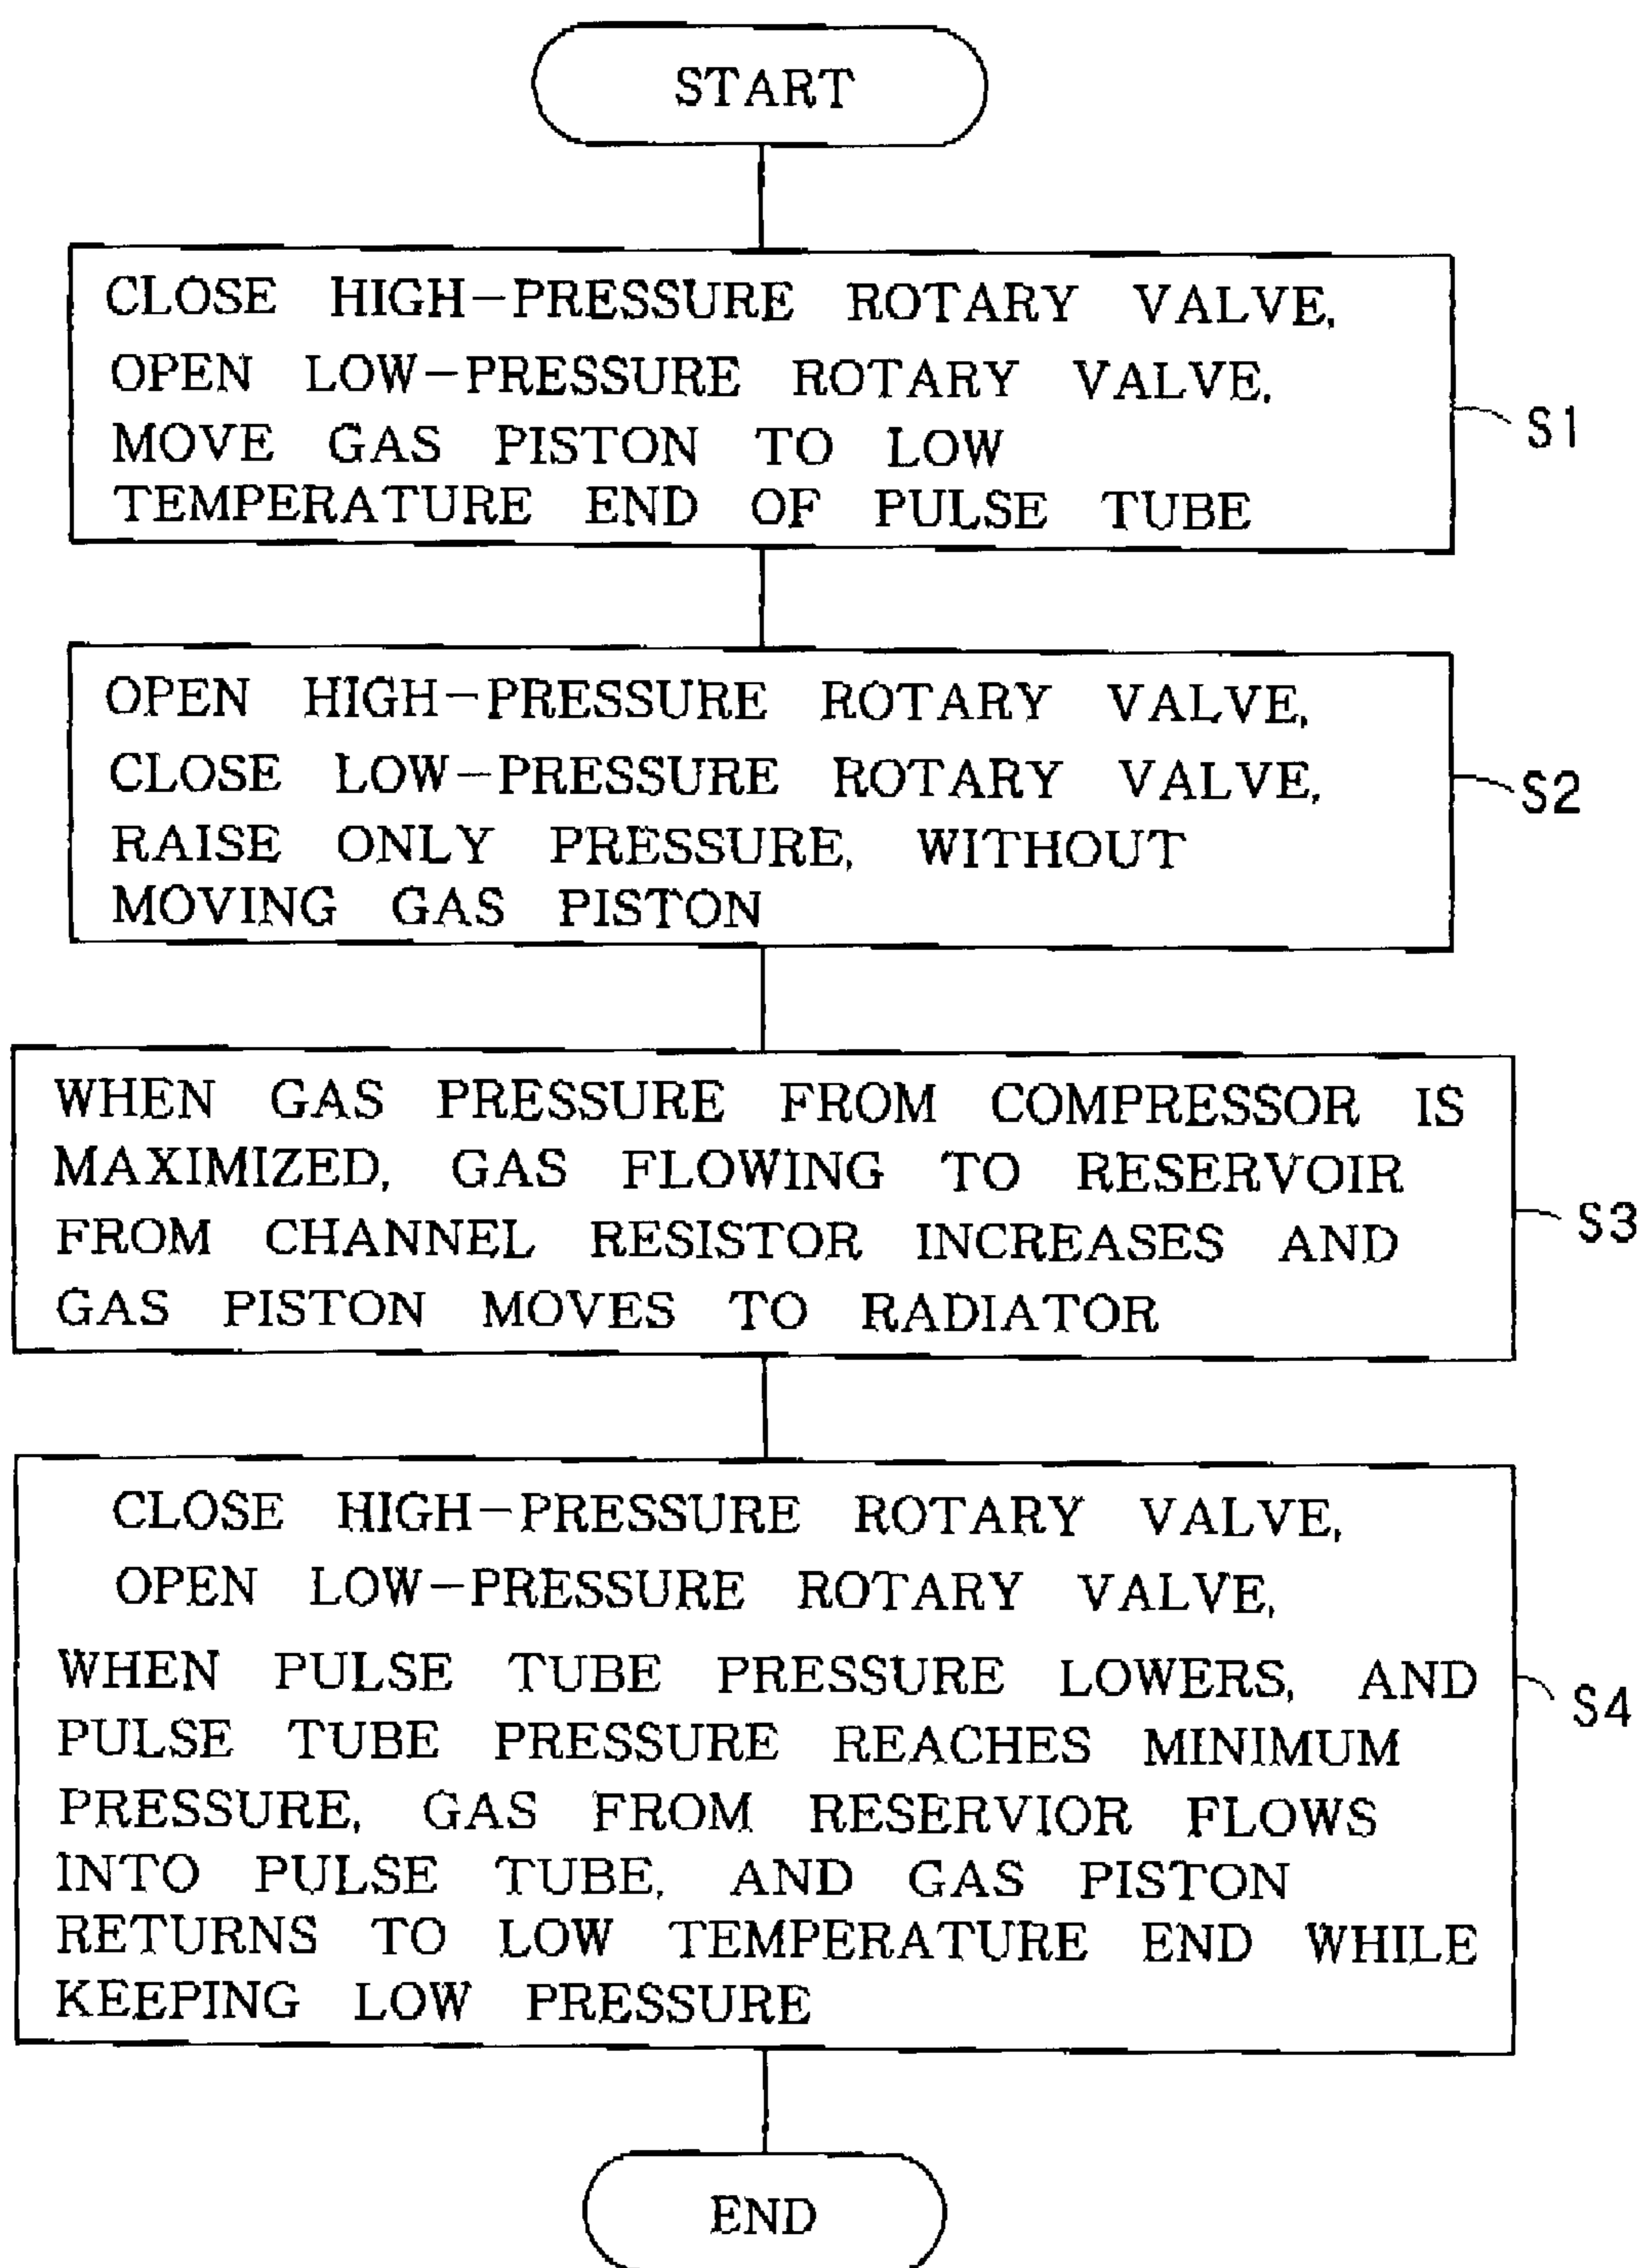 START
CLOSE HIGH-PRESSURE ROTARY VALVE,
OPEN LOW-PRESSURE ROTARY VALVE,
MOVE GAS PISTON TO LOW
TEMPERATURE END OF PULSE TUBE
S1
OPEN HIGH-PRESSURE ROTARY VALVE,
CLOSE LOW-PRESSURE ROTARY VALVE,
RAISE ONLY PRESSURE, WITHOUT
MOVING GAS PISTON
S2
WHEN GAS PRESSURE FROM COMPRESSOR IS
MAXIMIZED, GAS FLOWING TO RESERVOIR
FROM CHANNEL RESISTOR INCREASES AND
GAS PISTON MOVES TO RADIATOR
S3
CLOSE HIGH-PRESSURE ROTARY VALVE,
OPEN LOW-PRESSURE ROTARY VALVE,
WHEN PULSE TUBE PRESSURE LOWERS, AND
PULSE TUBE PRESSURE REACHES MINIMUM
PRESSURE, GAS FROM RESERVIOR FLOWS
INTO PULSE TUBE, AND GAS PISTON
RETURNS TO LOW TEMPERATURE END WHILE
KEEPING LOW PRESSURE
S4
END